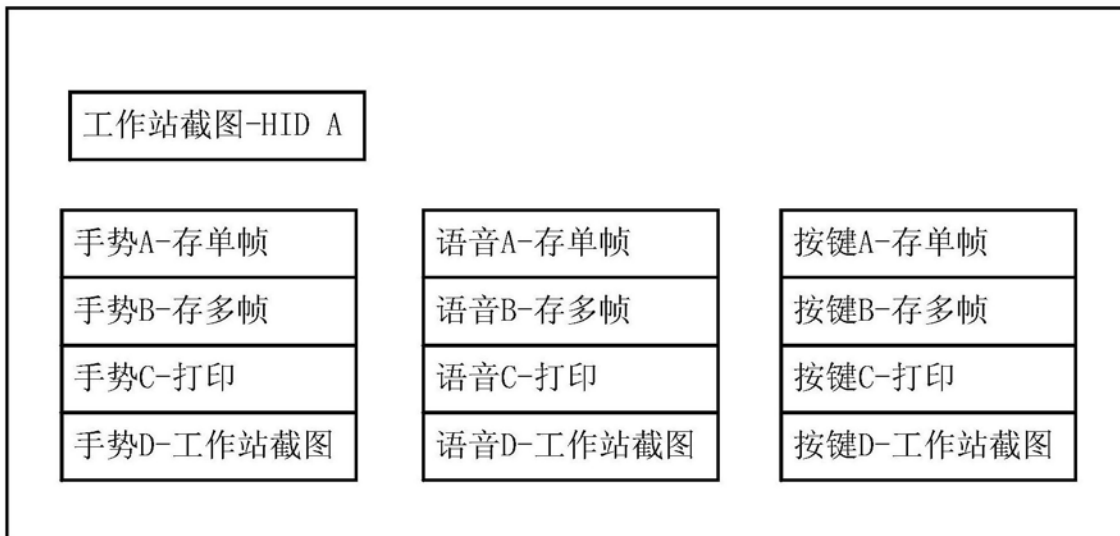 工作站截图-HID A
手势A-存单帧
手势B-存多帧
手势C-打印
手势D-工作站截图
语音A-存单帧
语音B-存多帧
语音C-打印
语音D-工作站截图
按键A-存单帧
按键B-存多帧
按键C-打印
按键D-工作站截图